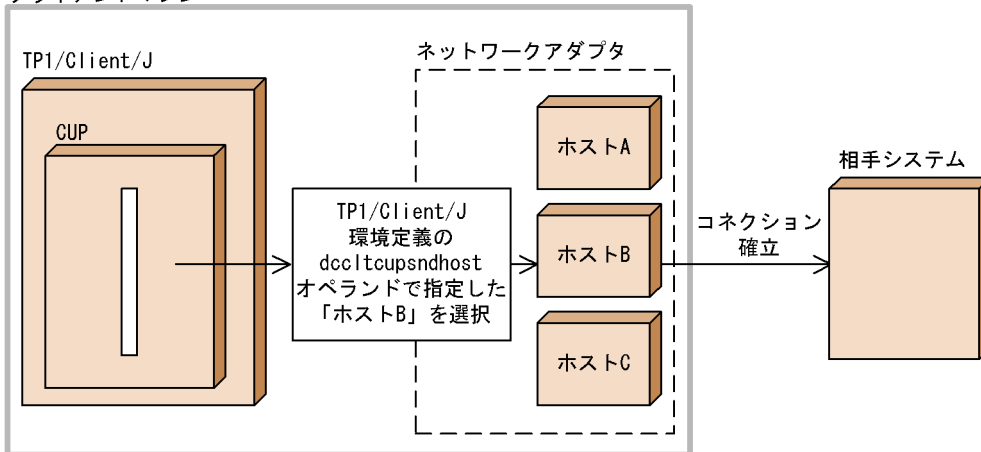 TP1/Client/J
CUP
TP1/Client/J
環境定義の
dccltcupsndhost
オペランドで指定した
「ホストB」を選択
ネットワークアダプタ
ホストA
ホストB
ホストC
コネクション
確立
相手システム